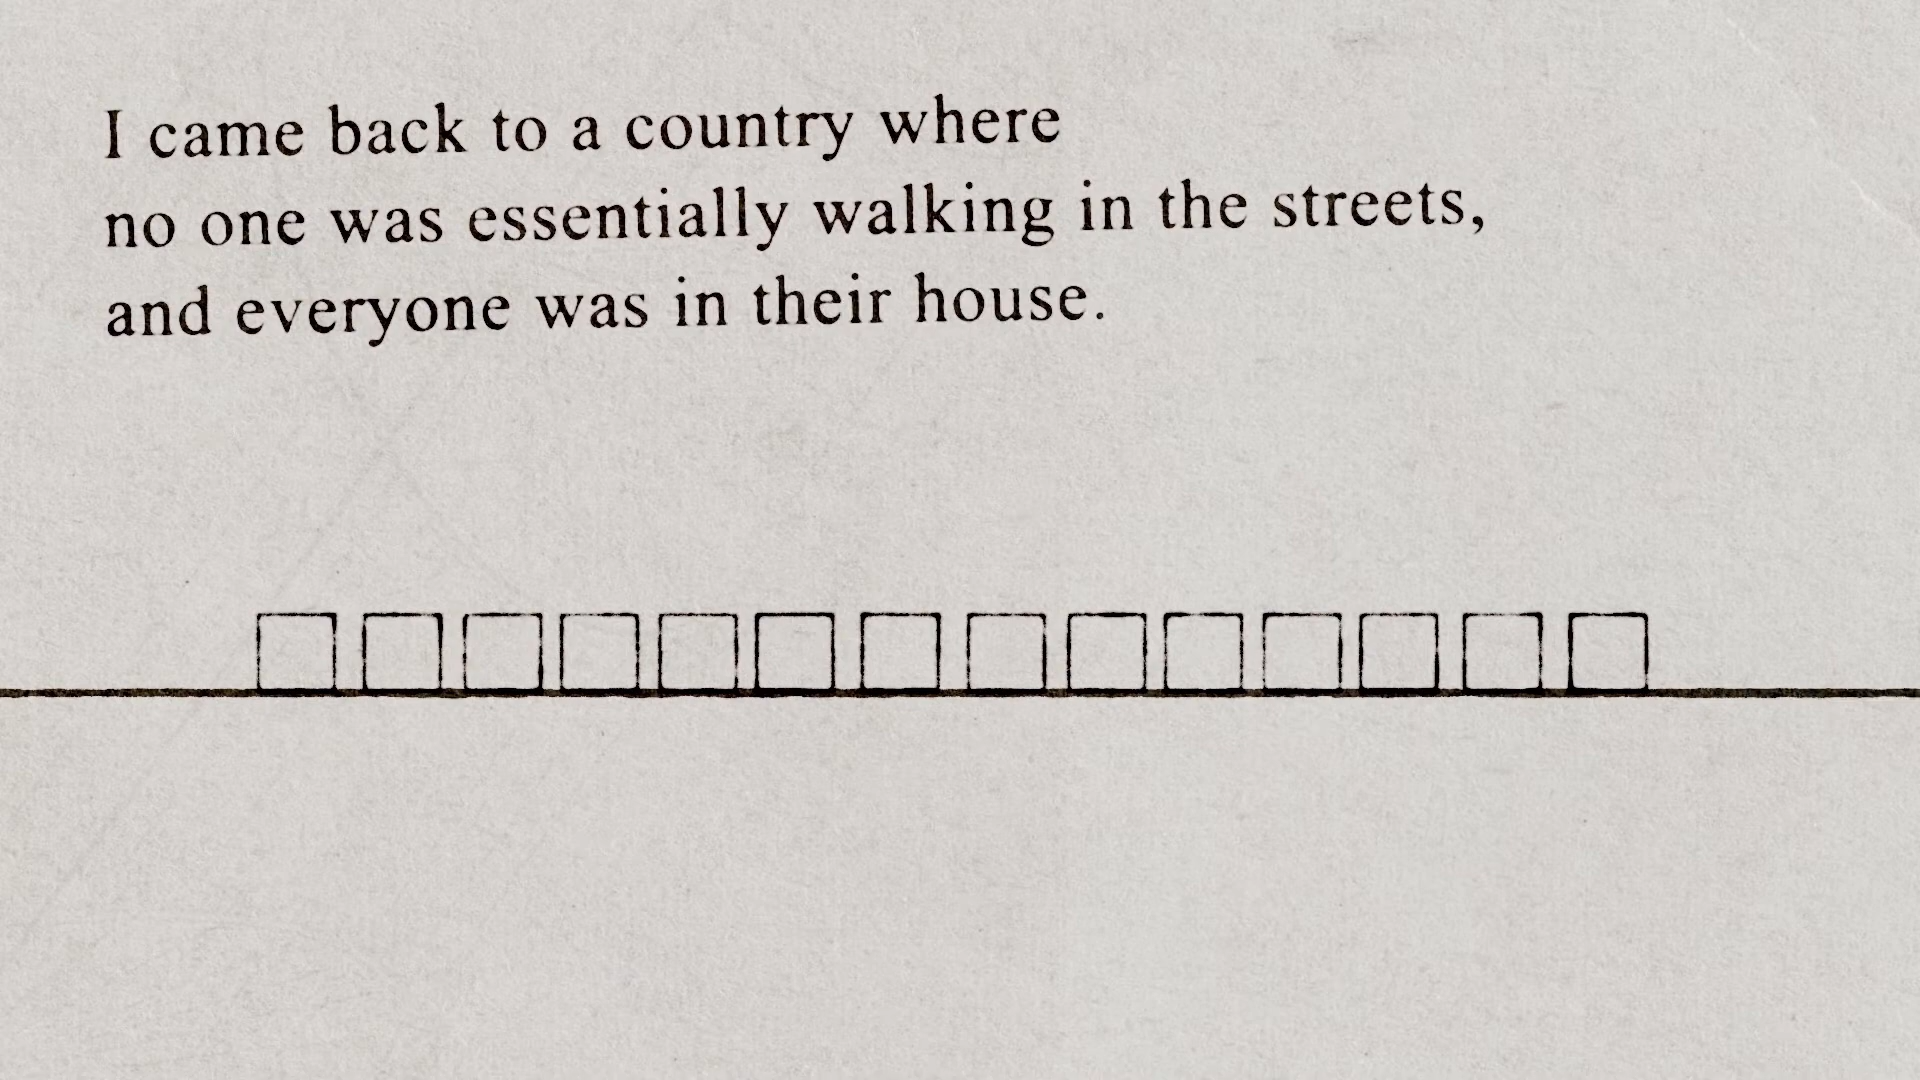 I came back to a country where
no one was essentially walking in the streets,
and everyone was in their house.